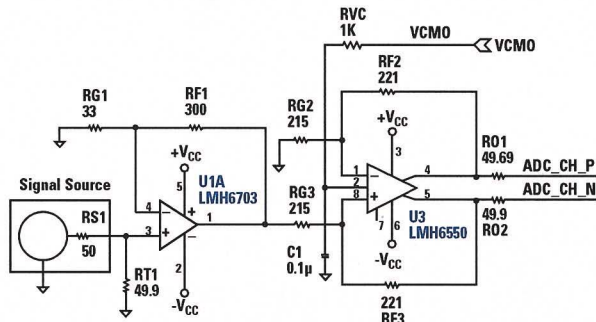 RVC
1K
VCMO
VCMO
RF2
221
RG1
33
RF1
300
RG2
215
+VCC
3
+VCC
5
U1A
LMH6703
RO1
49.69
ADC_CH_P
1
2
8
4
5
ADC_CH_N
Signal Source
RS1
50
4
3
1
RG3
215
7
6
U3
LMH6550
49.9
RO2
RT1
49.9
2
-VCC
C1
0.1µ
-VCC
221
RF3